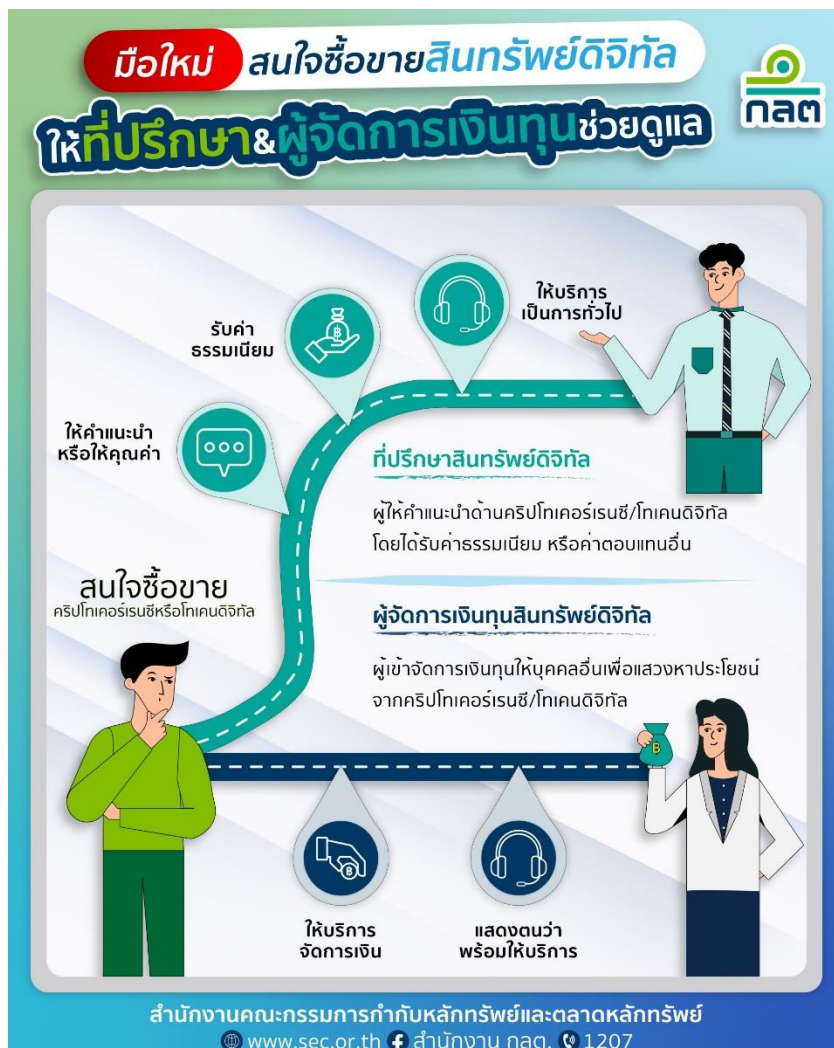 มือใหม่ สนใจซื้อขายสินทรัพย์ดิจิทัล
ให้ที่ปรึกษา&ผู้จัดการเงินทุนช่วยดูแล
กลต
ให้บริการ
เป็นการทั่วไป
รับค่า
ธรรมเนียม
ให้คำแนะนำ
หรือให้คุณค่า
ที่ปรึกษาสินทรัพย์ดิจิทัล
ผู้ให้คำแนะนำด้านคริปโทเคอร์เรนซี/โทเคนดิจิทัล
โดยได้รับค่าธรรมเนียม หรือค่าตอบแทนอื่น
สนใจซื้อขาย
คริปโทเคอร์เรนซีหรือโทเคนดิจิทัล
ผู้จัดการเงินทุนสินทรัพย์ดิจิทัล
ผู้เข้าจัดการเงินทุนให้บุคคลอื่นเพื่อแสวงหาประโยชน์
จากคริปโทเคอร์เรนซี/โทเคนดิจิทัล
ให้บริการ
จัดการเงิน
แสดงตนว่า
พร้อมให้บริการ
สำนักงานคณะกรรมการกำกับหลักทรัพย์และตลาดหลักทรัพย์
www.sec.or.th สำนักงาน กลต. 1207